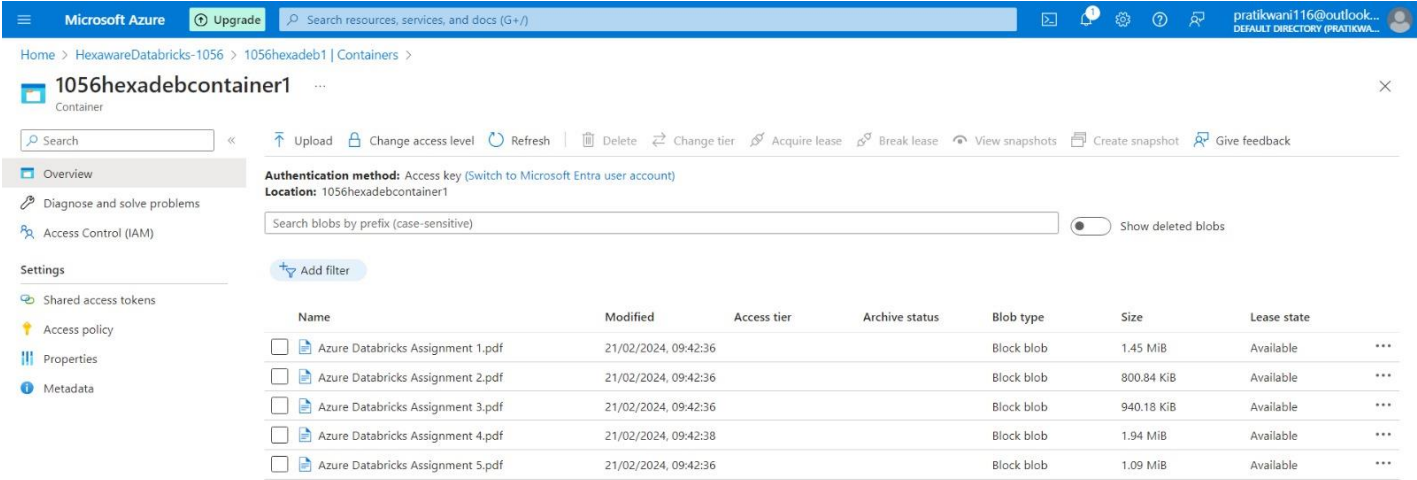 Microsoft Azure
Upgrade
Search resources, services, and docs (G+/)
1
pratikwani116@outlook...
DEFAULT DIRECTORY (PRATIKWA...
Home > HexawareDatabricks-1056 > 1056hexadeb1 | Containers >
1056hexadebcontainer1 ...
Container
Search
Overview
Diagnose and solve problems
Access Control (IAM)
Settings
Shared access tokens
Access policy
Properties
Metadata
Upload Change access level Refresh Delete Change tier Acquire lease Break lease View snapshots Create snapshot Give feedback
Authentication method: Access key (Switch to Microsoft Entra user account)
Location: 1056hexadebcontainer1
Search blobs by prefix (case-sensitive)
Show deleted blobs
Add filter
Name Modified Access tier Archive status Blob type Size Lease state
Azure Databricks Assignment 1.pdf 21/02/2024, 09:42:36 Block blob 1.45 MiB Available ...
Azure Databricks Assignment 2.pdf 21/02/2024, 09:42:36 Block blob 800.84 KiB Available ...
Azure Databricks Assignment 3.pdf 21/02/2024, 09:42:36 Block blob 940.18 KiB Available ...
Azure Databricks Assignment 4.pdf 21/02/2024, 09:42:38 Block blob 1.94 MiB Available ...
Azure Databricks Assignment 5.pdf 21/02/2024, 09:42:36 Block blob 1.09 MiB Available ...